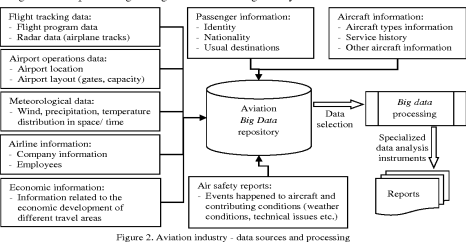 Flight tracking data:
- Flight program data
- Radar data (airplane tracks)
Passenger information:
- Identity
- Nationality
- Usual destinations
Aircraft information:
- Aircraft types information
- Service history
- Other aircraft information
Airport operations data:
- Airport location
- Airport layout (gates, capacity)
Meteorological data:
- Wind, precipitation, temperature
distribution in space/ time
Airline information:
- Company information
- Employees
Economic information:
- Information related to the
economic development of
different travel areas
Aviation
Big Data
repository
Data
selection
Big data
processing
Specialized
data analysis
instruments
Reports
Air safety reports:
- Events happened to aircraft and
contributing conditions (weather
conditions, technical issues etc.)
Figure 2. Aviation industry - data sources and processing